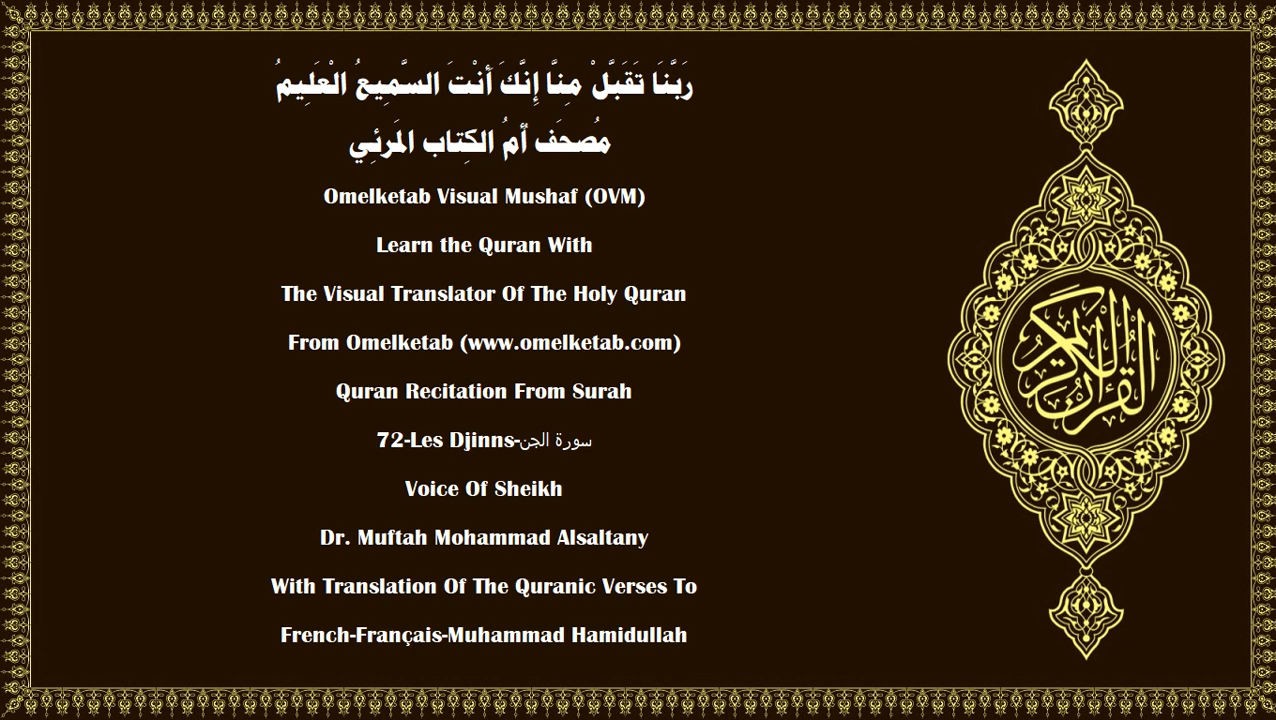 رَبَّنَا تَقَبَّلْ مِنَّا إِنَّكَ أَنْتَ السَّمِيعُ الْعَلِيمُ
مُصحَف أمُ الكِتاب المَرئِي
Omelketab Visual Mushaf (OVM)
Learn the Quran With
The Visual Translator Of The Holy Quran
From Omelketab (www.omelketab.com)
Quran Recitation From Surah
72-Les Djinns-سورة الجن
Voice Of Sheikh
Dr. Muftah Mohammad Alsaltany
With Translation Of The Quranic Verses To
French-Français-Muhammad Hamidullah
القرآن الكريم